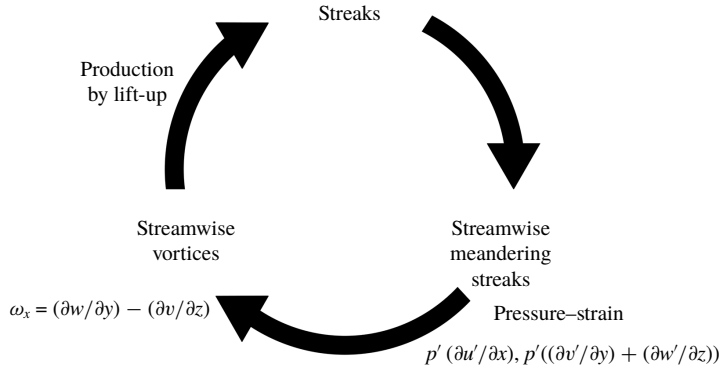 Streaks
Production
by lift-up
Streamwise
vortices
Streamwise
meandering
streaks
ω_x = (∂w/∂y) − (∂v/∂z)
Pressure–strain
p′ (∂u′/∂x), p′((∂v′/∂y) + (∂w′/∂z))